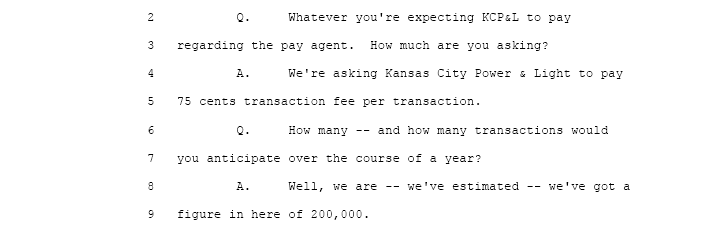 2 Q. Whatever you're expecting KCP&L to pay
3 regarding the pay agent. How much are you asking?
4 A. We're asking Kansas City Power & Light to pay
5 75 cents transaction fee per transaction.
6 Q. How many -- and how many transactions would
7 you anticipate over the course of a year?
8 A. Well, we are -- we've estimated -- we've got a
9 figure in here of 200,000.